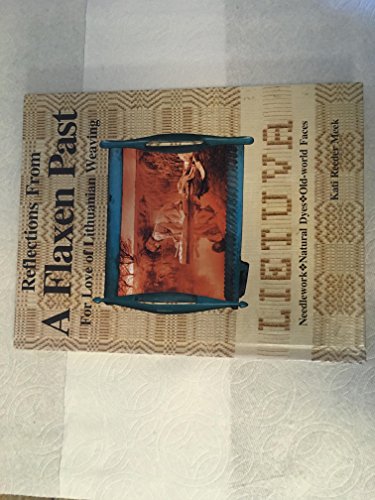 Reflections From
A Flaxen Past
For Love of Lithuanian Weaving
LIETUVA
Needlework❖Natural Dyes❖Old-world Faces
Kati Reeder Meek